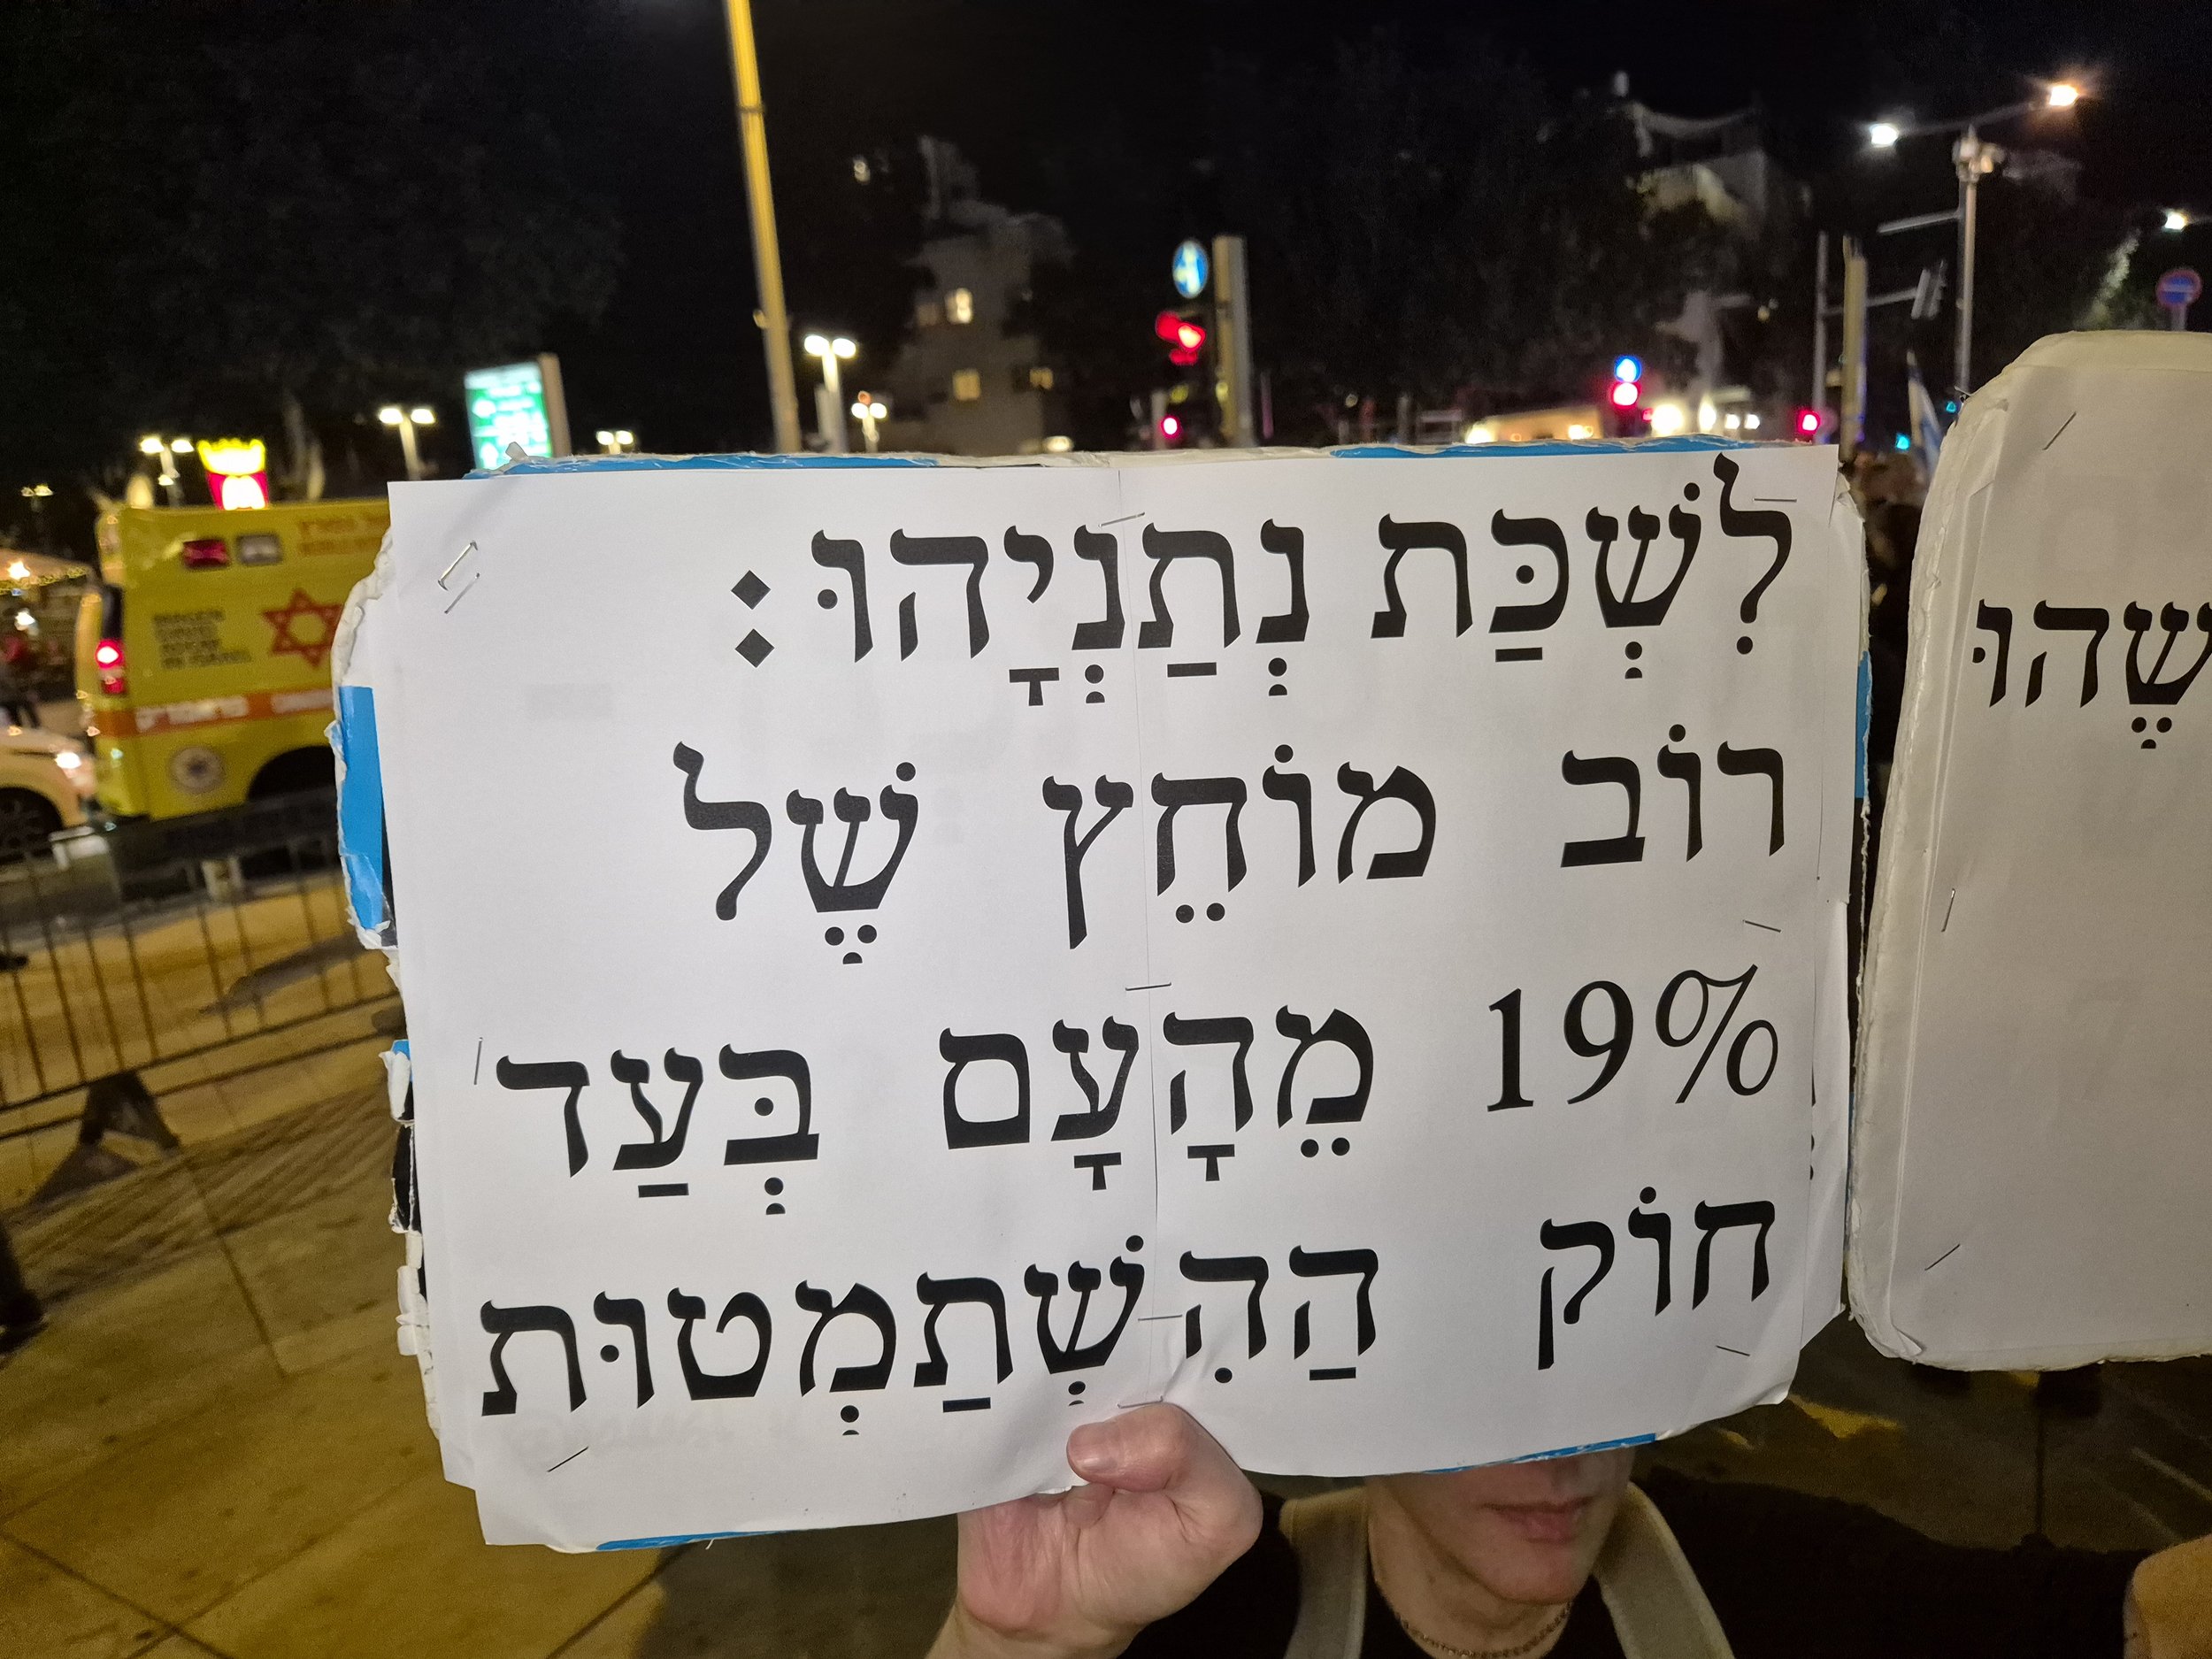 לִשְׁכַּת נְתַנְיָהוּ:
רוֹב מוֹחֵץ שֶׁל
19% מֵהָעָם בְּעַד
חוֹק הַהִשְׁתַמְטוּת
שֶׁהוּ